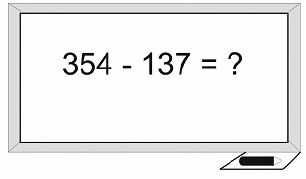 354 - 137 = ?